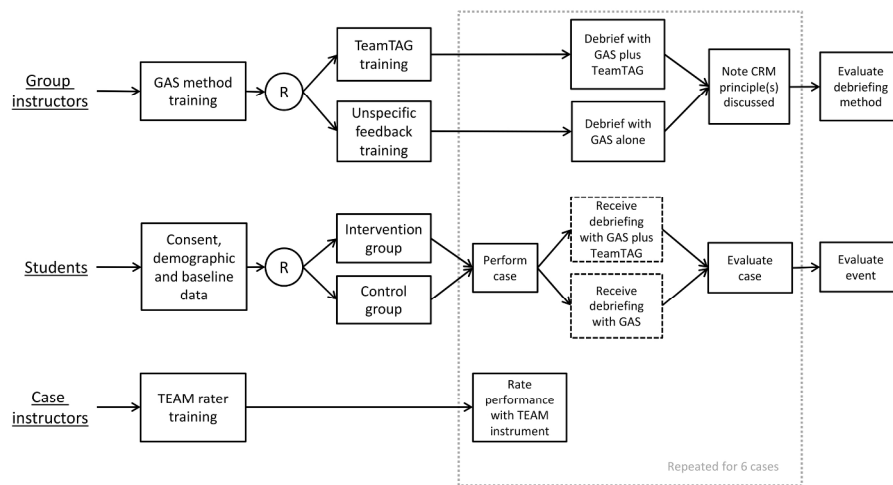 Group
instructors
GAS method
training
R
TeamTAG
training
Unspecific
feedback
training
Debrief with
GAS plus
TeamTAG
Debrief with
GAS alone
Note CRM
principle(s)
discussed
Evaluate
debriefing
method
Students
Consent,
demographic
and baseline
data
R
Intervention
group
Control
group
Perform
case
Receive
debriefing
with GAS plus
TeamTAG
Receive
debriefing
with GAS
Evaluate
case
Evaluate
event
Case
instructors
TEAM rater
training
Rate
performance
with TEAM
instrument
Repeated for 6 cases